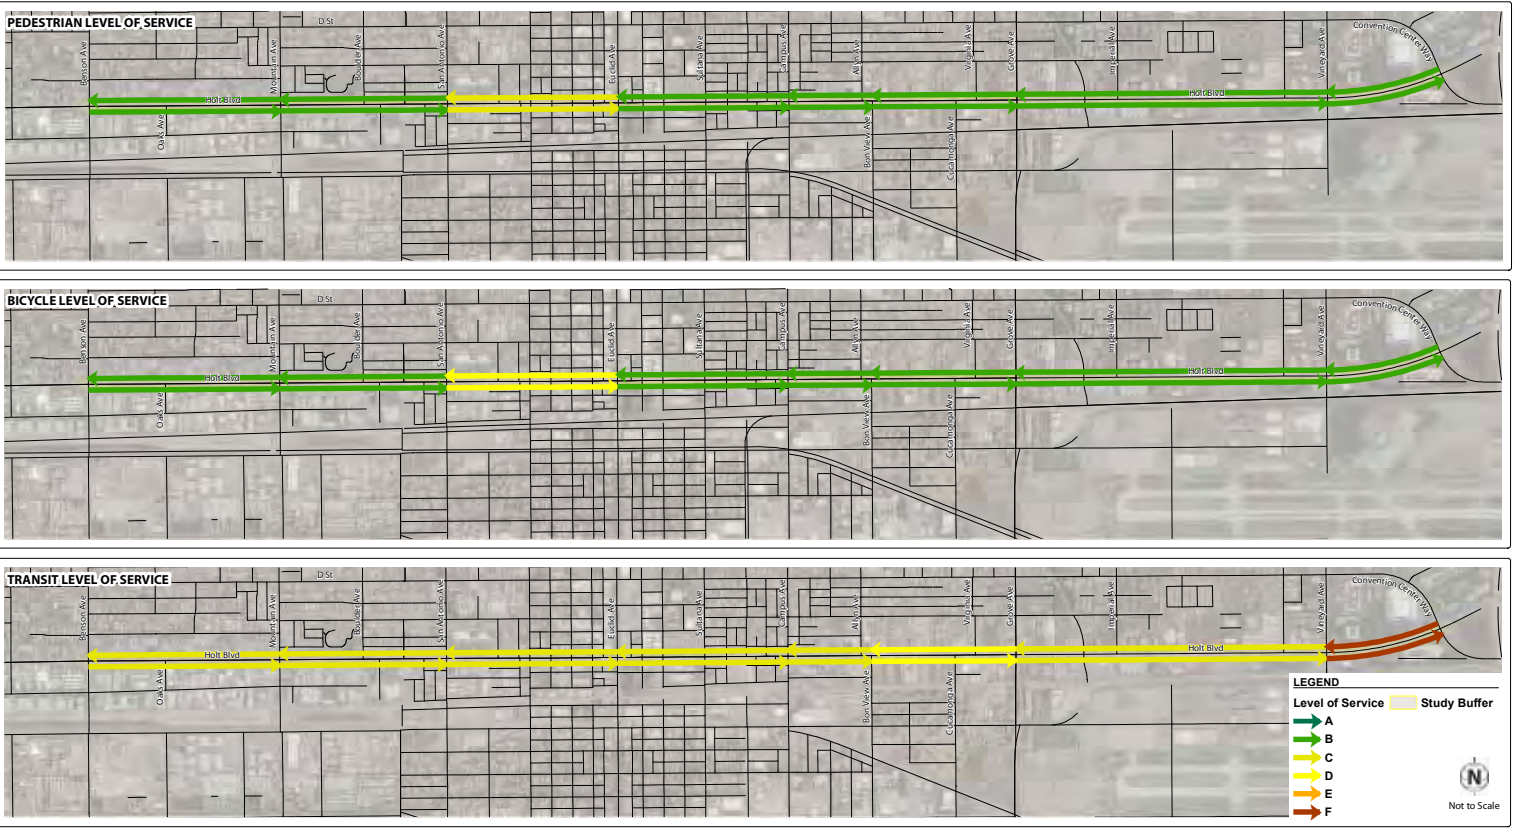 PEDESTRIAN LEVEL OF SERVICE
D St
Convention Center Way
Benson Ave
Mountain Ave
Boulder Ave
San Antonio Ave
Euclid Ave
Sultana Ave
Campus Ave
Allyn Ave
Virginia Ave
Grove Ave
Imperial Ave
Vineyard Ave
Holt Blvd
Holt Blvd
Oaks Ave
Bon View Ave
Cucamonga Ave
BICYCLE LEVEL OF SERVICE
D St
Convention Center Way
Benson Ave
Mountain Ave
Boulder Ave
San Antonio Ave
Euclid Ave
Sultana Ave
Campus Ave
Allyn Ave
Virginia Ave
Grove Ave
Imperial Ave
Vineyard Ave
Holt Blvd
Holt Blvd
Oaks Ave
Bon View Ave
Cucamonga Ave
TRANSIT LEVEL OF SERVICE
D St
Convention Center Way
Benson Ave
Mountain Ave
Boulder Ave
San Antonio Ave
Euclid Ave
Sultana Ave
Campus Ave
Allyn Ave
Virginia Ave
Grove Ave
Imperial Ave
Vineyard Ave
Holt Blvd
Holt Blvd
Oaks Ave
Bon View Ave
Cucamonga Ave
LEGEND
Level of Service Study Buffer
A
B
C
D
E
F
N
Not to Scale